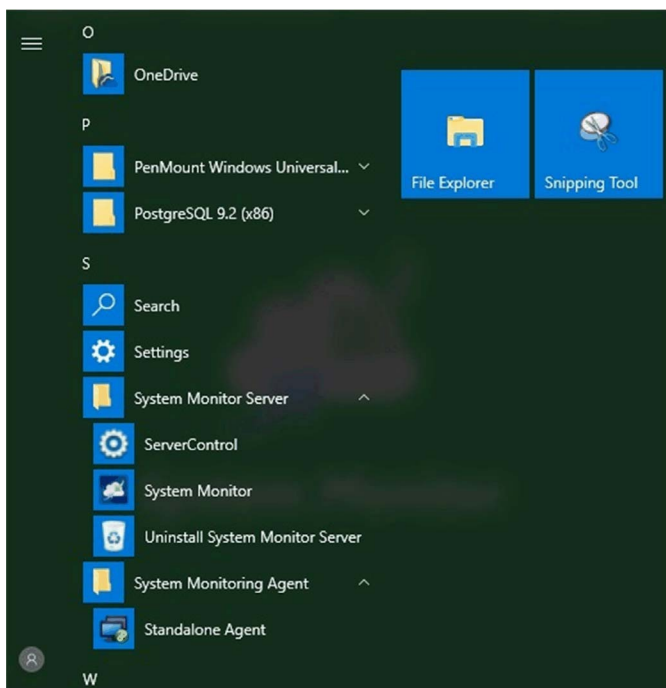 O
OneDrive
P
PenMount Windows Universal...
PostgreSQL 9.2 (x86)
S
Search
Settings
System Monitor Server
ServerControl
System Monitor
Uninstall System Monitor Server
System Monitoring Agent
Standalone Agent
W
File Explorer
Snipping Tool